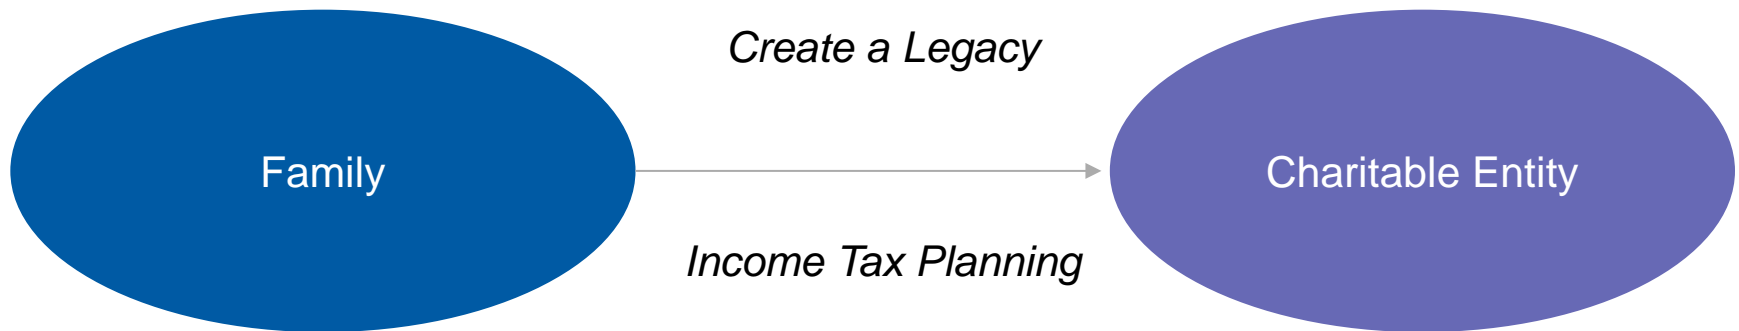 Create a Legacy
Family
Charitable Entity
Income Tax Planning